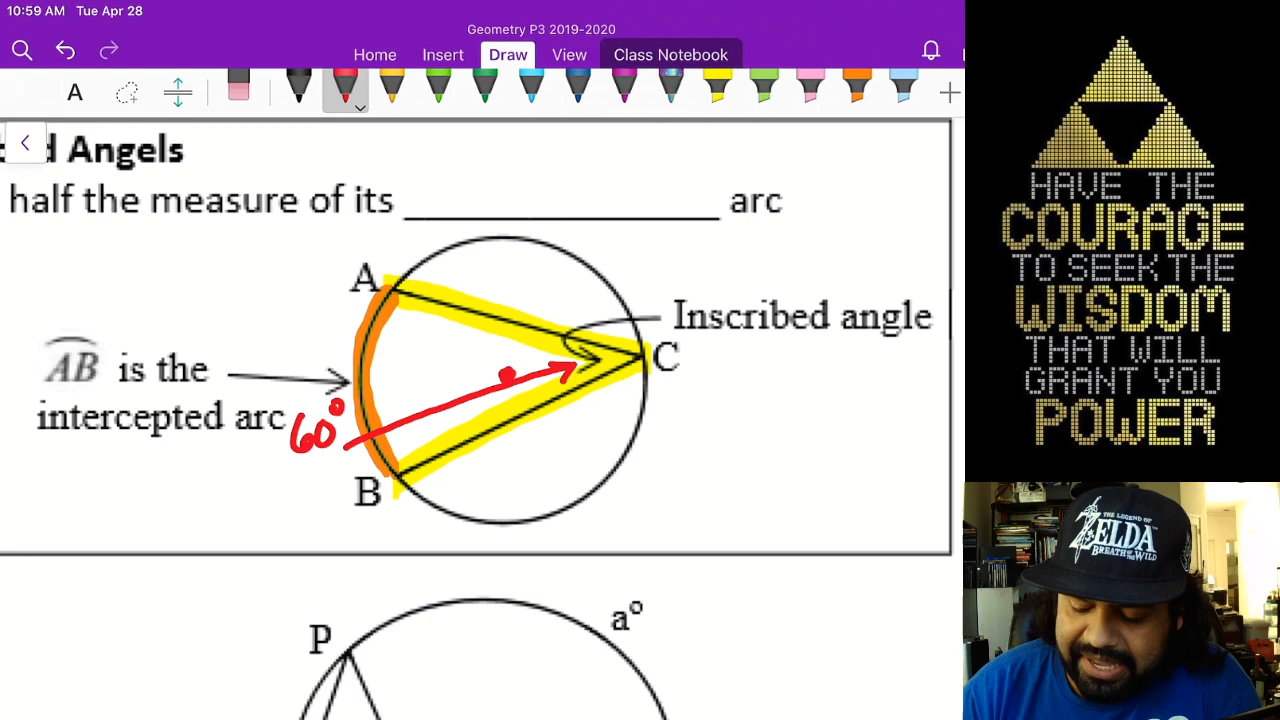 10:59 AM Tue Apr 28
Geometry P3 2019-2020
Home Insert Draw View Class Notebook
A
d Angels
half the measure of its ____________________ arc
A
Inscribed angle
C
AB is the
intercepted arc
60°
B
P
a°
HAVE THE
COURAGE
TO SEEK THE
WISDOM
THAT WILL
GRANT YOU
POWER
THE LEGEND OF
ZELDA
BREATH OF THE WILD